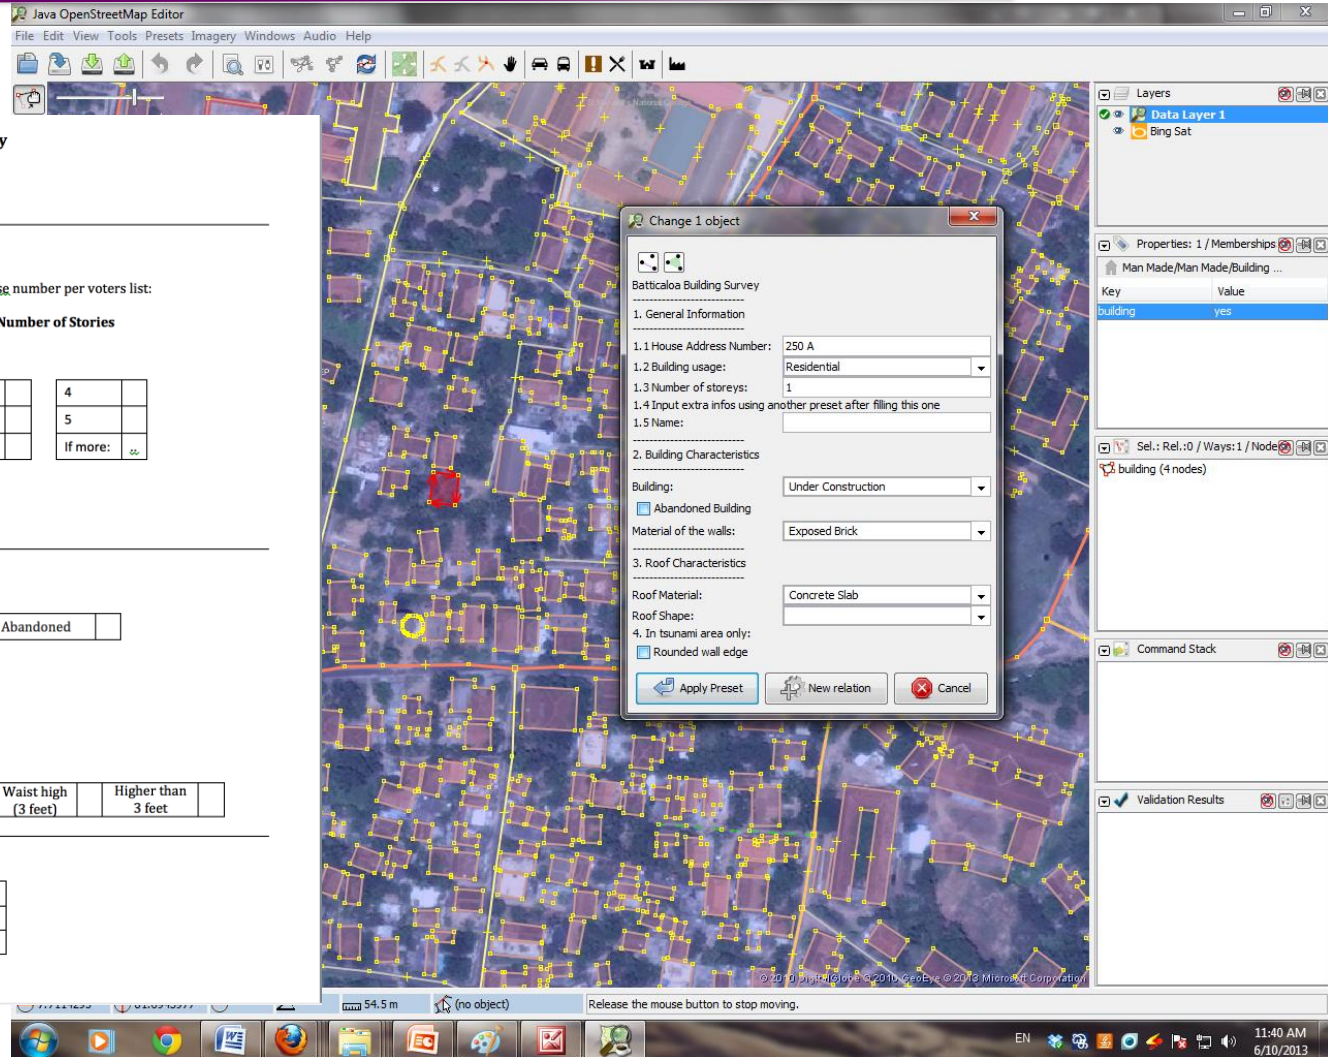 Java OpenStreetMap Editor
File Edit View Tools Presets Imagery Windows Audio Help
y
number per voters list:
Number of Stories
4
5
If more:
Abandoned
Waist high (3 feet)
Higher than 3 feet
Change 1 object
Batticaloa Building Survey
----------------------------
1. General Information
----------------------------
1.1 House Address Number: 250 A
1.2 Building usage: Residential
1.3 Number of storeys: 1
1.4 Input extra infos using another preset after filling this one
1.5 Name:
----------------------------
2. Building Characteristics
----------------------------
Building: Under Construction
Abandoned Building
Material of the walls: Exposed Brick
----------------------------
3. Roof Characteristics
----------------------------
Roof Material: Concrete Slab
Roof Shape:
4. In tsunami area only:
Rounded wall edge
Apply Preset New relation Cancel
Layers
Data Layer 1
Bing Sat
Properties: 1 / Memberships
Man Made/Man Made/Building ...
Key Value
building yes
Sel.: Rel.:0 / Ways:1 / Node
building (4 nodes)
Command Stack
Validation Results
© 2010 DigitalGlobe © 2010 GeoEye © 2013 Microsoft Corporation
54.5 m (no object) Release the mouse button to stop moving.
EN 11:40 AM
6/10/2013